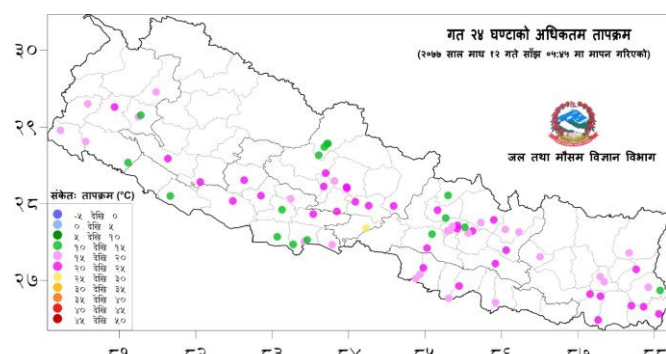 गत २४ घण्टाको अधिकतम तापक्रम
(२०७७ साल माघ १२ गते साँझ ०५:४५ मा मापन गरिएको)
३०
२९
जल तथा मौसम विज्ञान विभाग
संकेतः तापक्रम (°C)
२८
-५ देखि ०
० देखि ५
५ देखि १०
१० देखि १५
१५ देखि २०
२० देखि २५
२५ देखि ३०
३० देखि ३५
३५ देखि ४०
४० देखि ४५
४५ देखि ५०
२७